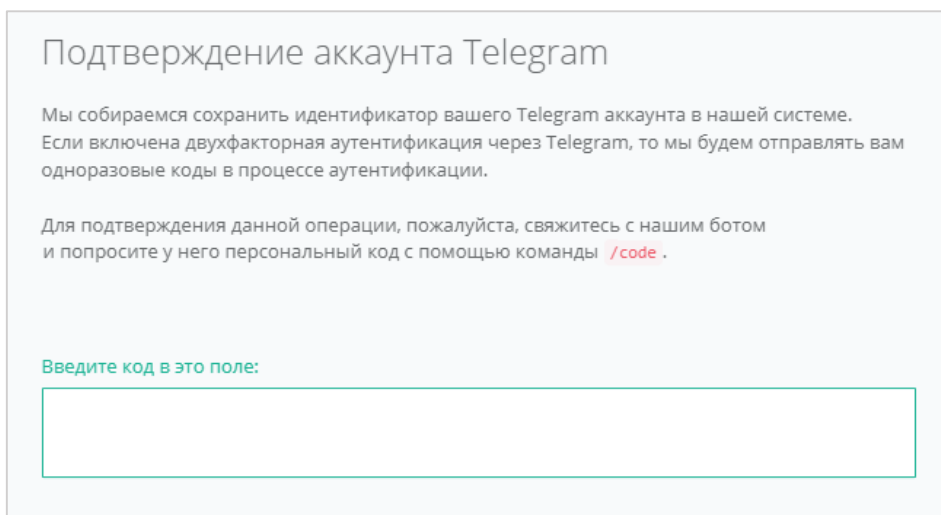 Подтверждение аккаунта Telegram
Мы собираемся сохранить идентификатор вашего Telegram аккаунта в нашей системе.
Если включена двухфакторная аутентификация через Telegram, то мы будем отправлять вам
одноразовые коды в процессе аутентификации.
Для подтверждения данной операции, пожалуйста, свяжитесь с нашим ботом
и попросите у него персональный код с помощью команды /code.
Введите код в это поле: